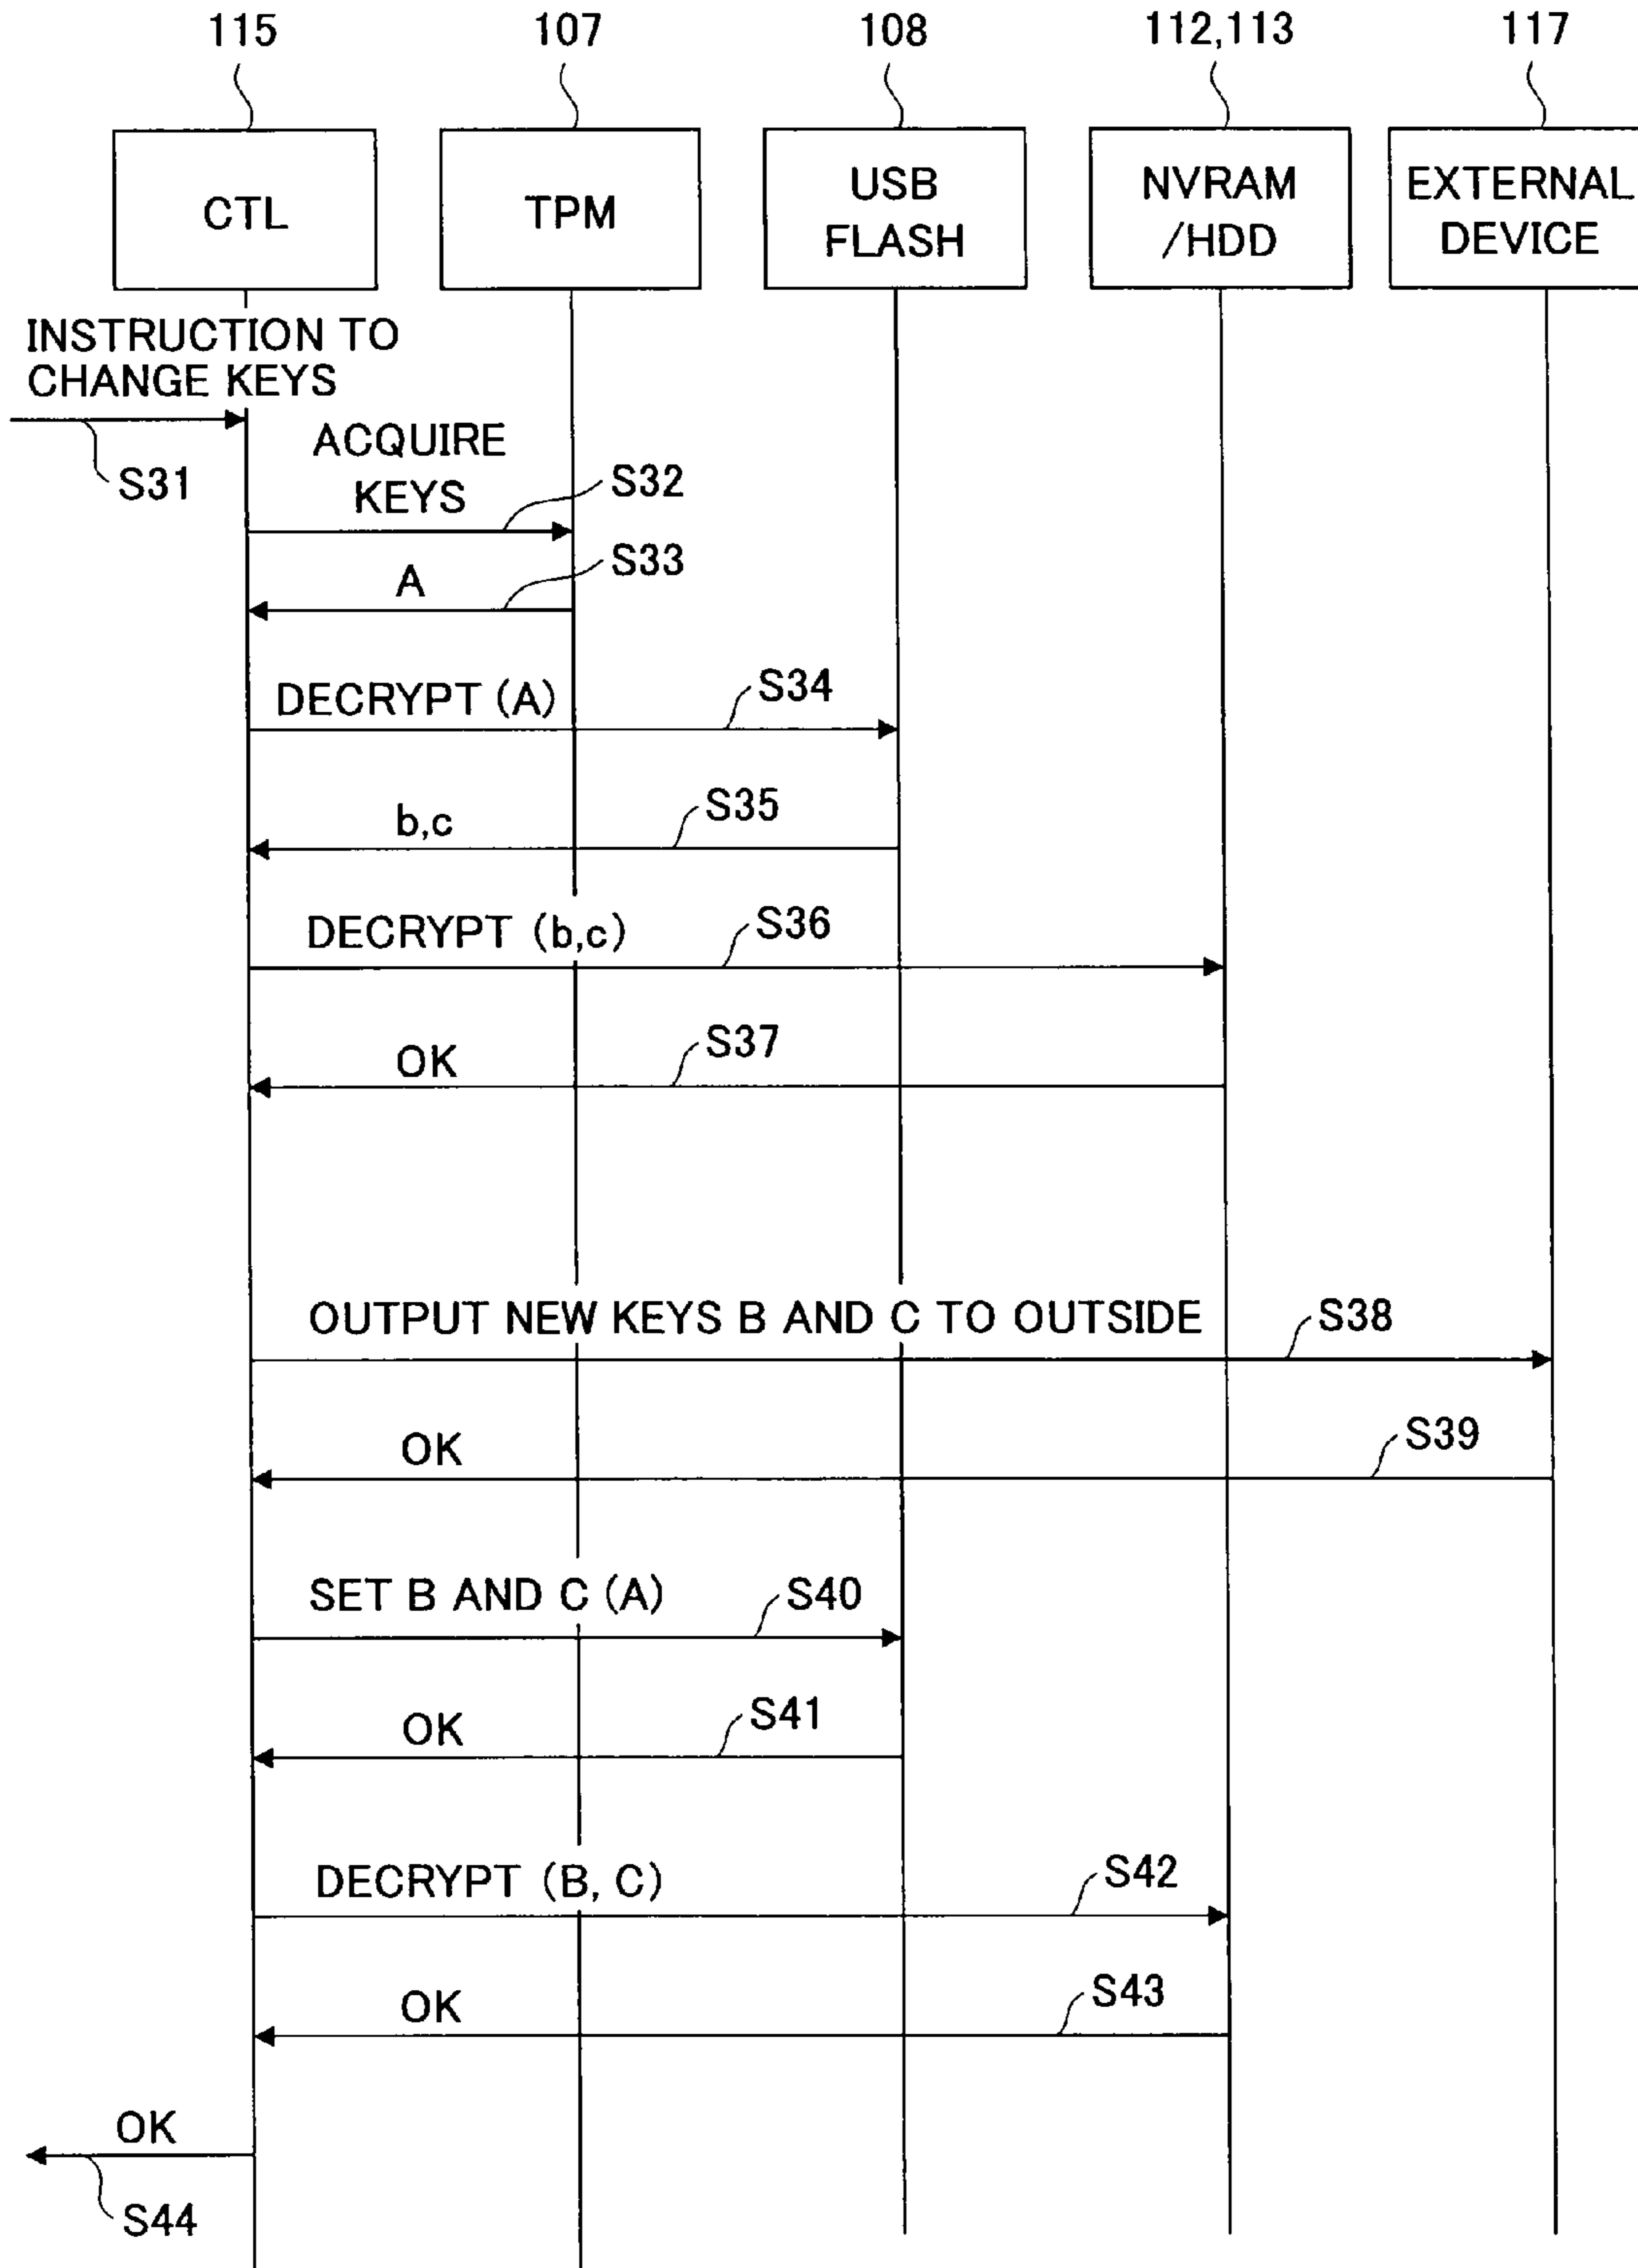 115
107
108
112,113
117
CTL
TPM
USB
FLASH
NVRAM
/HDD
EXTERNAL
DEVICE
INSTRUCTION TO
CHANGE KEYS
S31
ACQUIRE
KEYS
S32
A
S33
DECRYPT (A)
S34
b,c
S35
DECRYPT (b,c)
S36
OK
S37
OUTPUT NEW KEYS B AND C TO OUTSIDE
S38
OK
S39
SET B AND C (A)
S40
OK
S41
DECRYPT (B, C)
S42
OK
S43
OK
S44